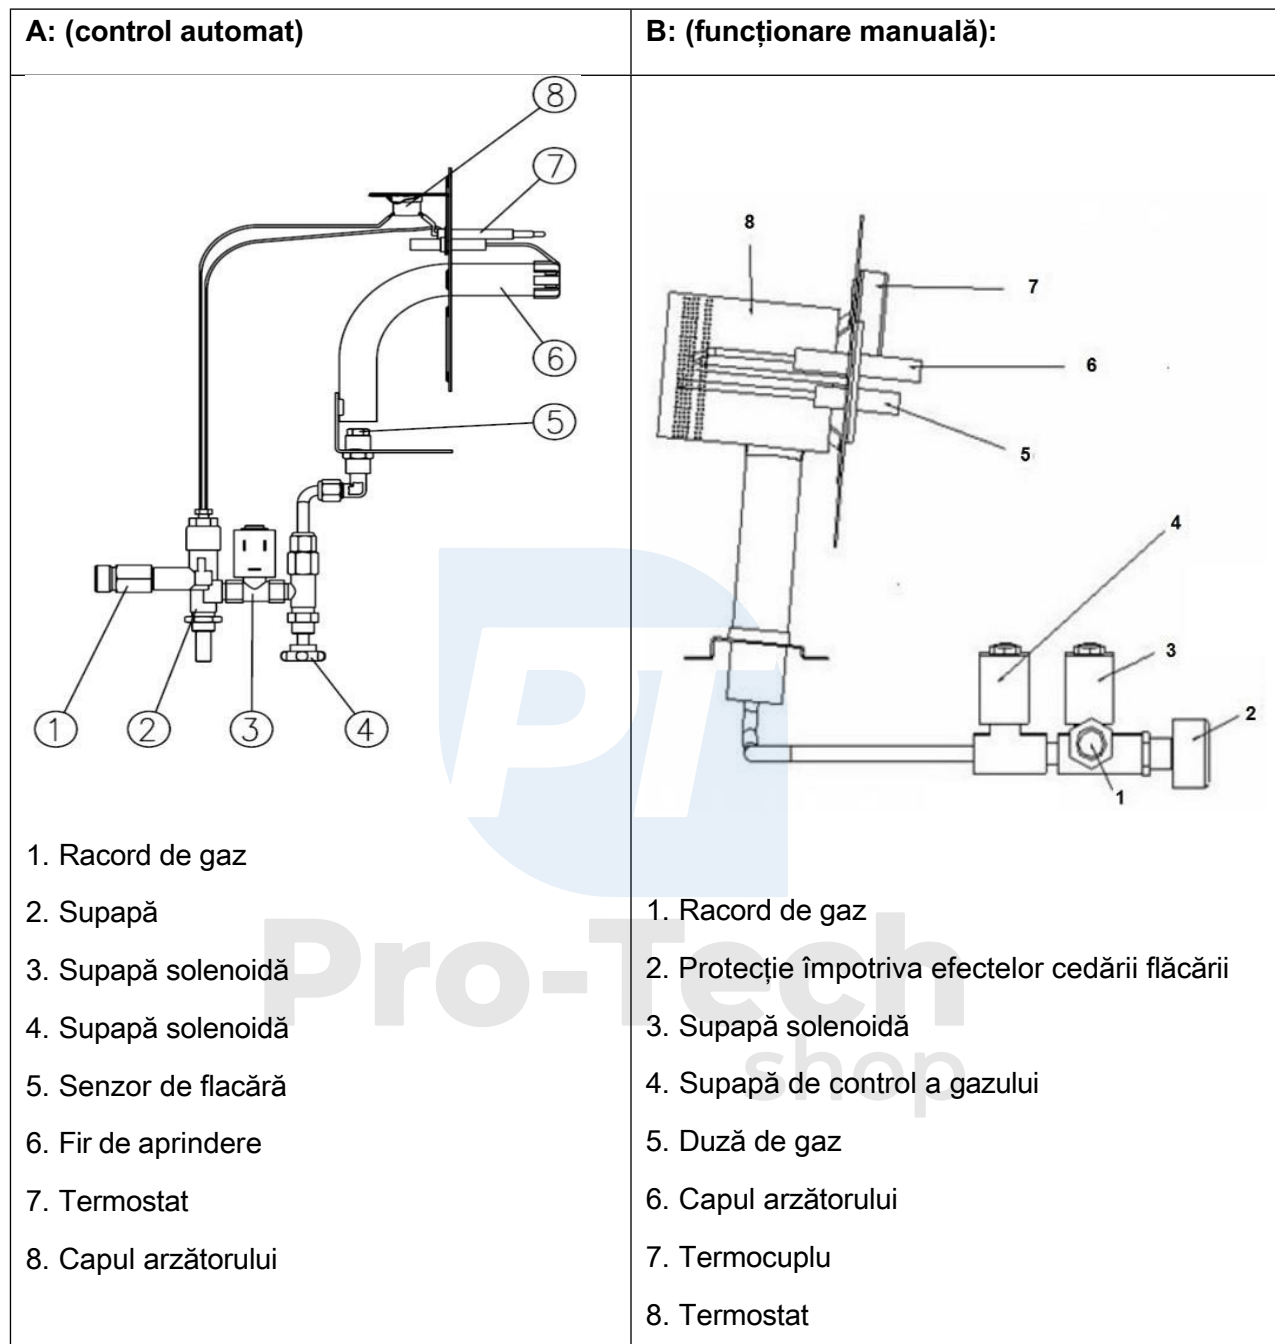 A: (control automat)
B: (funcționare manuală):
8
7
6
5
1
2
3
4
1. Racord de gaz
2. Supapă
3. Supapă solenoidă
4. Supapă solenoidă
5. Senzor de flacără
6. Fir de aprindere
7. Termostat
8. Capul arzătorului
8
7
6
5
4
3
2
1
1. Racord de gaz
2. Protecție împotriva efectelor cedării flăcării
3. Supapă solenoidă
4. Supapă de control a gazului
5. Duză de gaz
6. Capul arzătorului
7. Termocuplu
8. Termostat
PT
Pro-Tech
shop